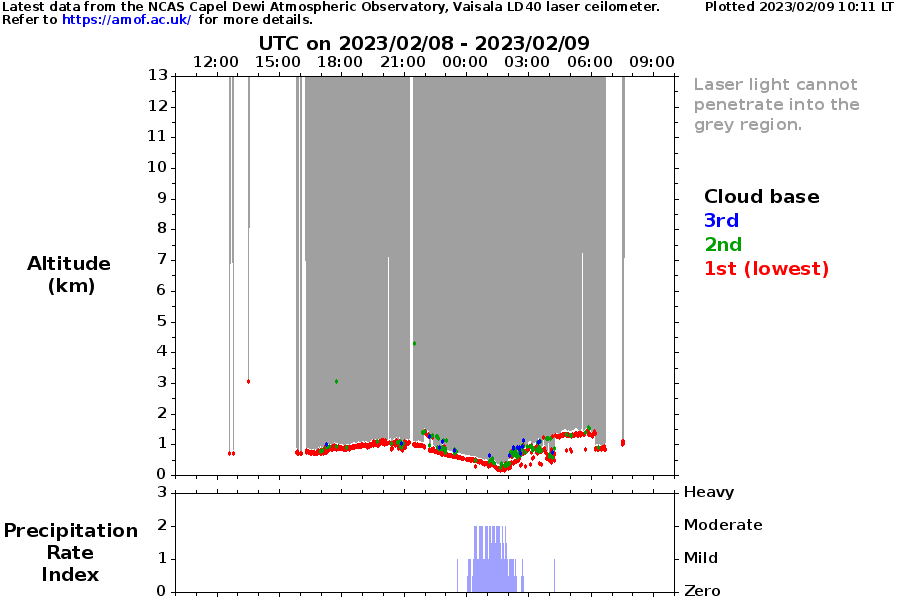 Latest data from the NCAS Capel Dewi Atmospheric Observatory, Vaisala LD40 laser ceilometer. Plotted 2023/02/09 10:11 LT
Refer to https://amof.ac.uk/ for more details.
UTC on 2023/02/08 - 2023/02/09
12:00 15:00 18:00 21:00 00:00 03:00 06:00 09:00
13
12
11
10
9
8
7
6
5
4
3
2
1
0
Altitude
(km)
Laser light cannot
penetrate into the
grey region.
Cloud base
3rd
2nd
1st (lowest)
3 Heavy
2 Moderate
1 Mild
0 Zero
Precipitation
Rate
Index